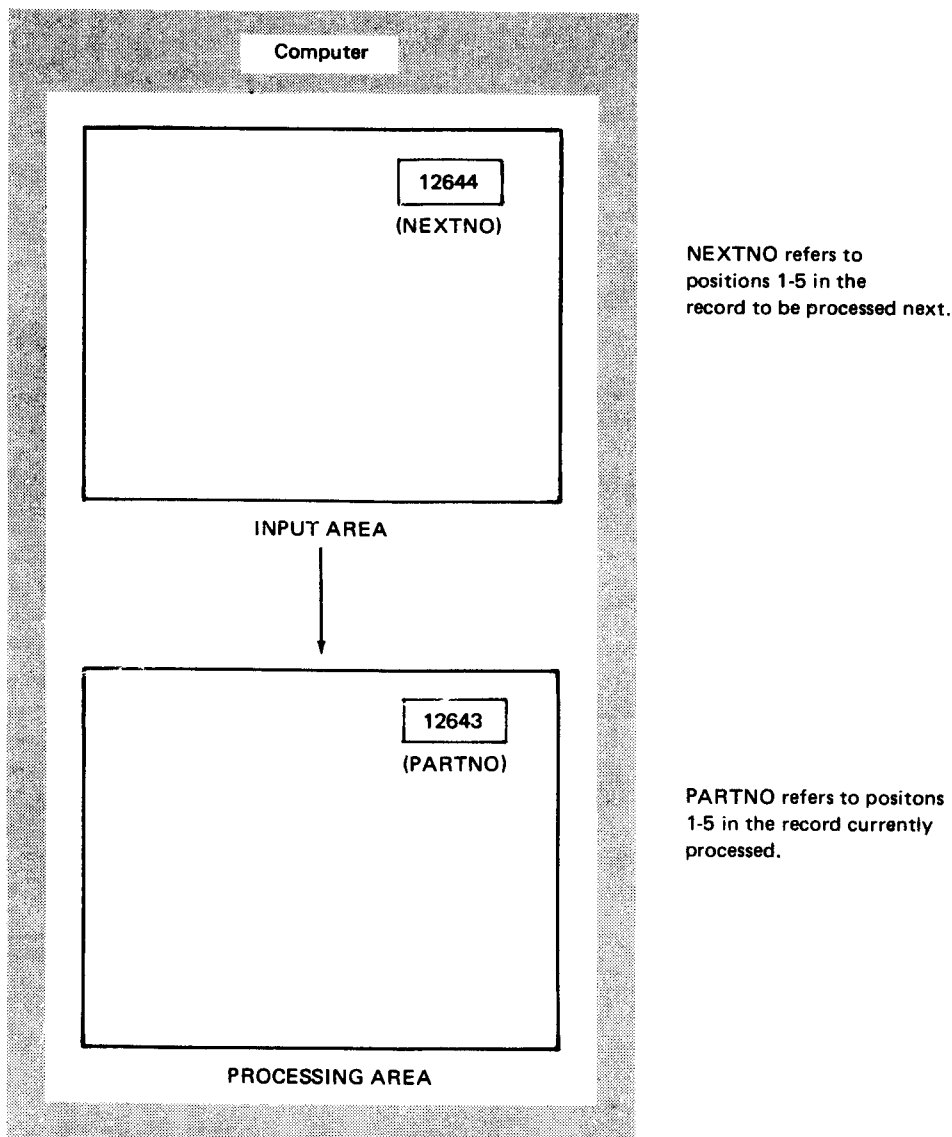 Computer
12644
(NEXTNO)
NEXTNO refers to
positions 1-5 in the
record to be processed next.
INPUT AREA
12643
(PARTNO)
PARTNO refers to positons
1-5 in the record currently
processed.
PROCESSING AREA